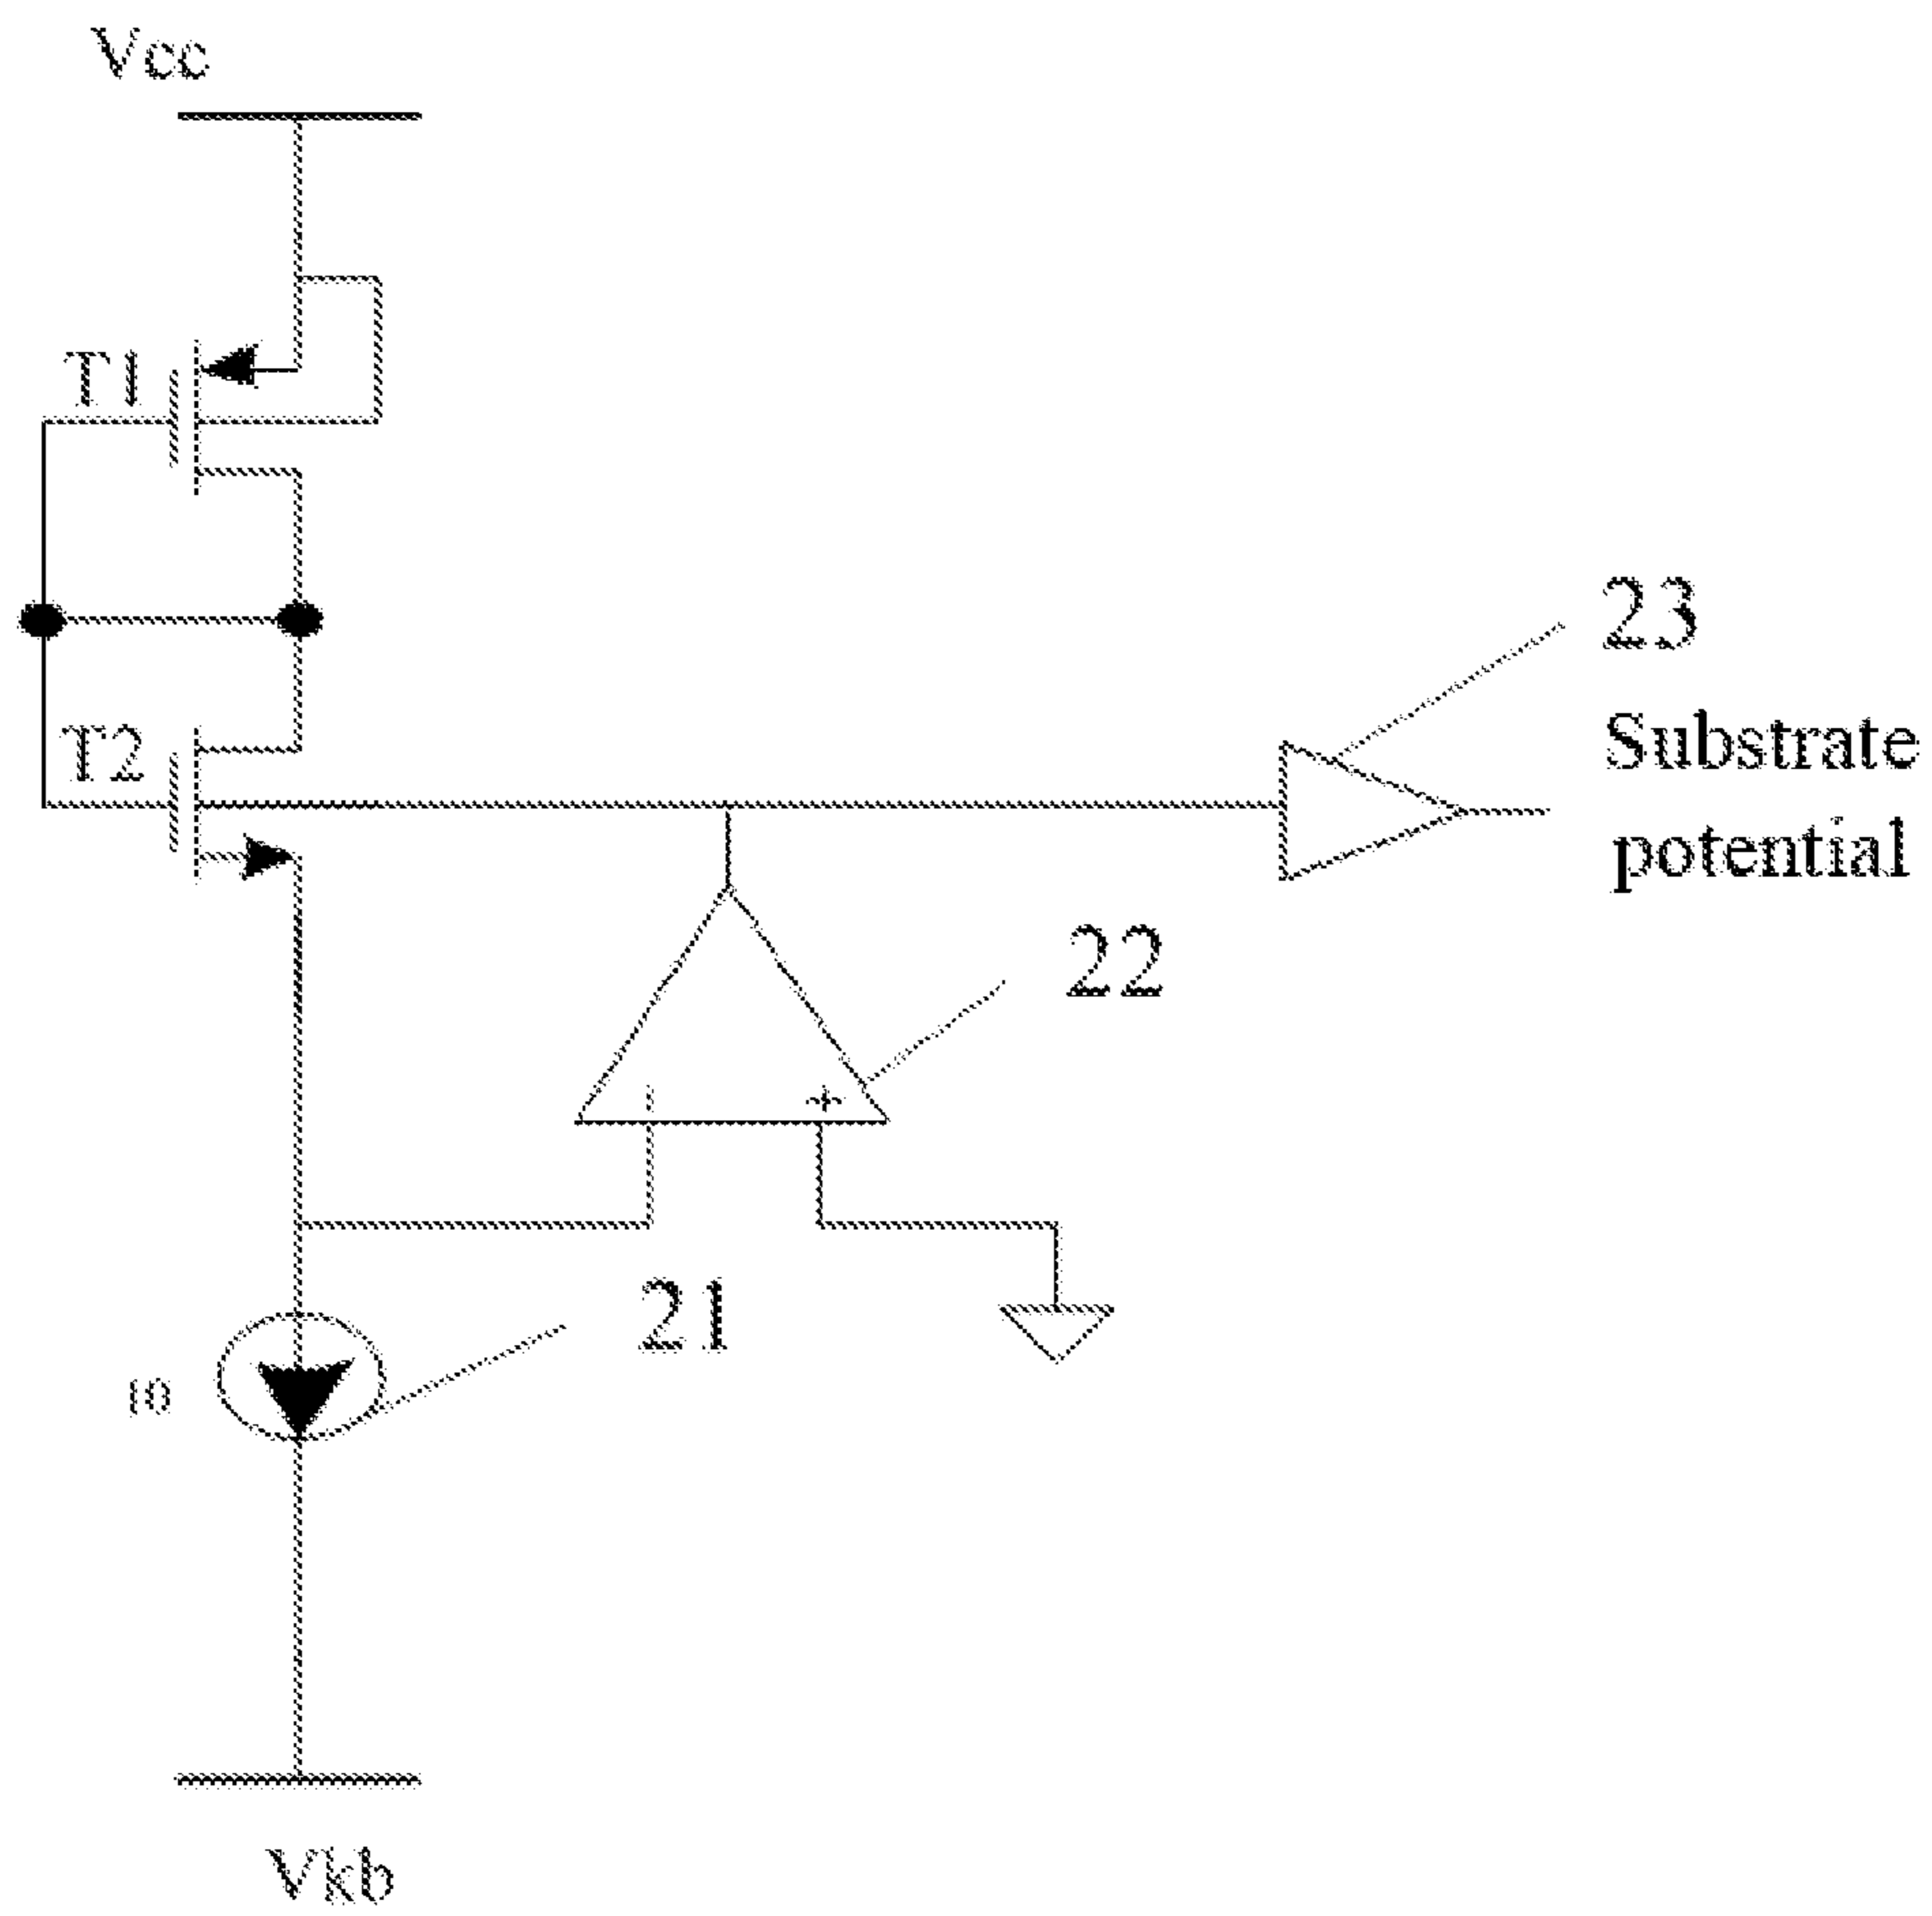 Vcc
T1
T2
23
Substrate
potential
22
+
21
I0
Vkb